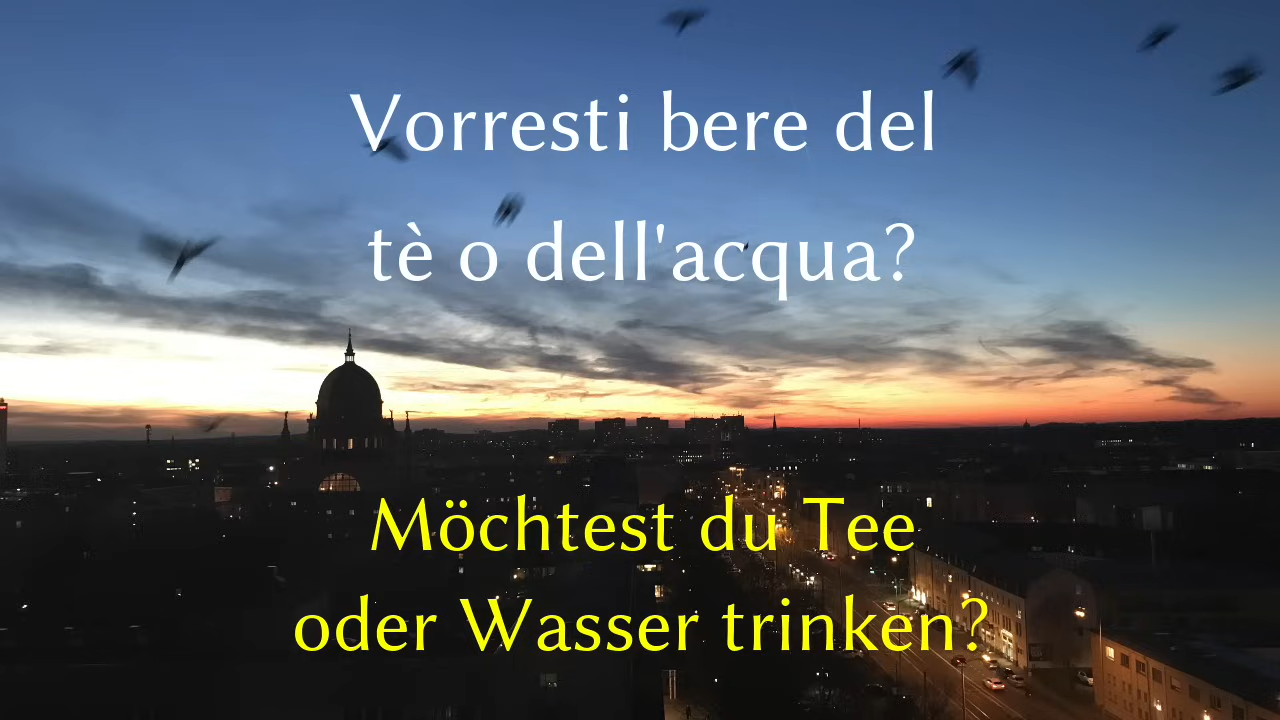 Vorresti bere del
tè o dell'acqua?
Möchtest du Tee
oder Wasser trinken?